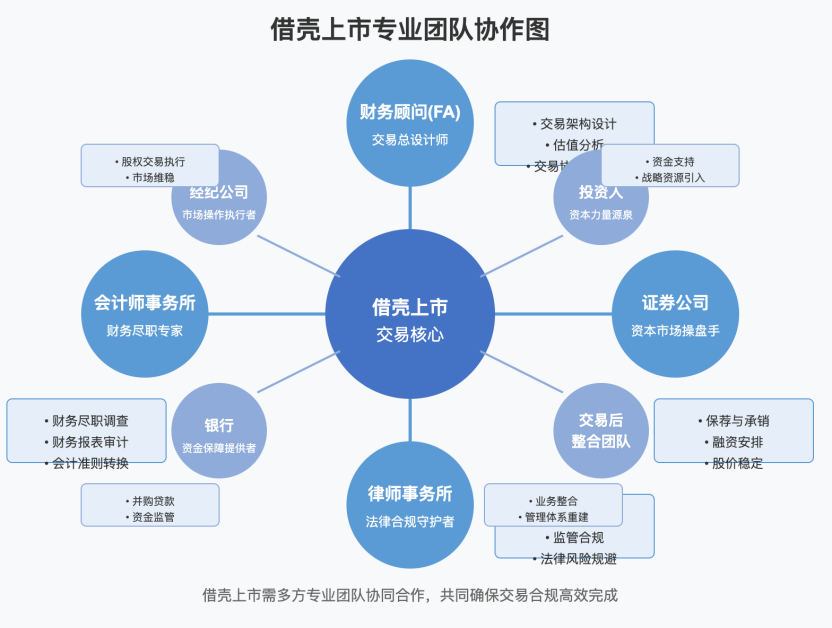 借壳上市专业团队协作图
财务顾问(FA)
交易总设计师
• 交易架构设计
• 估值分析
• 交易
• 股权交易执行
• 市场维稳
经纪公司
市场操作执行者
• 资金支持
• 战略资源引入
投资人
资本力量源泉
会计师事务所
财务尽职专家
借壳上市
交易核心
证券公司
资本市场操盘手
• 财务尽职调查
• 财务报表审计
• 会计准则转换
银行
资金保障提供者
• 并购贷款
• 资金监管
交易后
整合团队
• 保荐与承销
• 融资安排
• 股价稳定
律师事务所
法律合规守护者
• 业务整合
• 管理体系重建
• 监管合规
• 法律风险规避
借壳上市需多方专业团队协同合作，共同确保交易合规高效完成